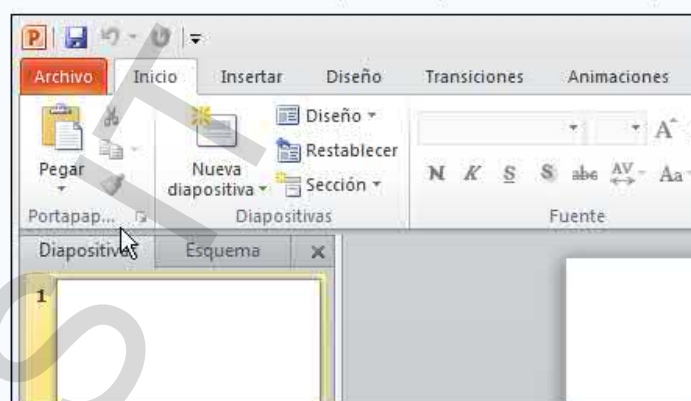 P
Archivo Inicio Insertar Diseño Transiciones Animaciones
Pegar
Nueva diapositiva
Diseño
Restablecer
Sección
N K S S abc AV Aa
A
Portapap... Diapositivas Fuente
Diapositivas Esquema
1
SIT